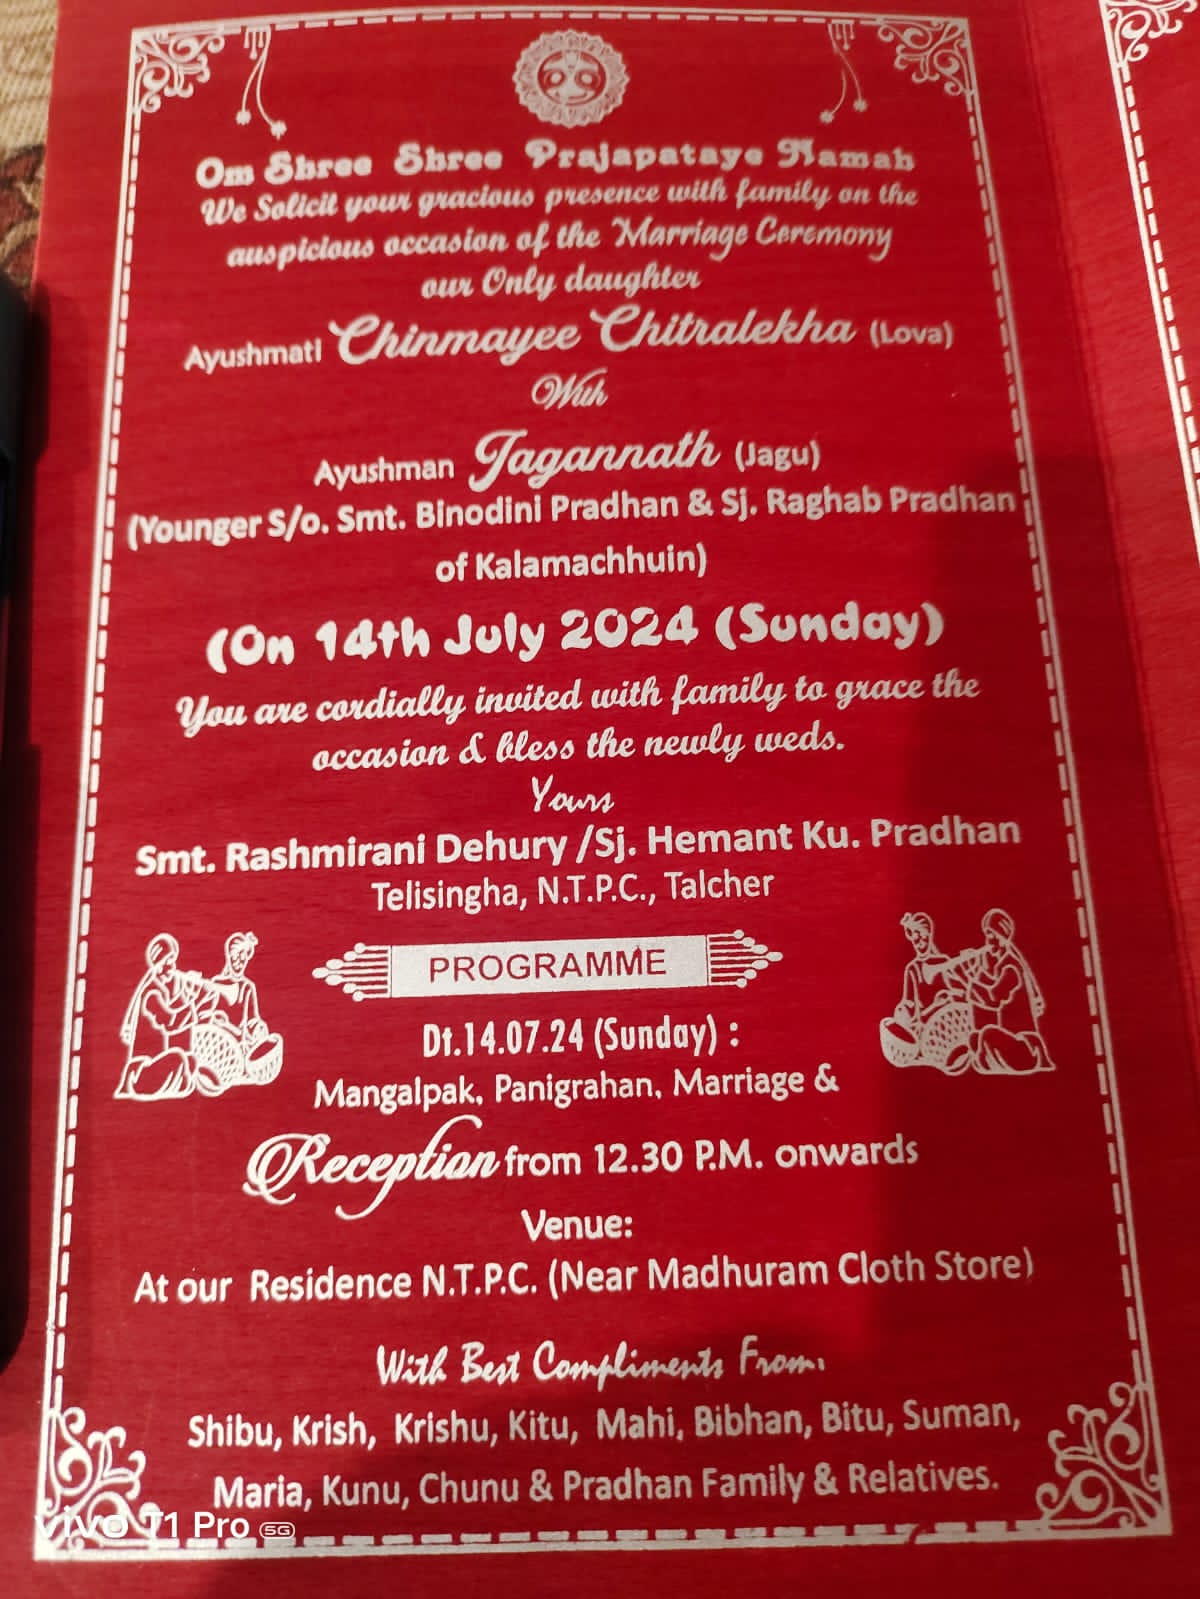 Om Shree Shree Prajapataye Namah
We Solicit your gracious presence with family on the
auspicious occasion of the Marriage Ceremony
our Only daughter
Ayushmati Chinmayee Chitralekha (Lova)
With
Ayushman Jagannath (Jagu)
(Younger S/o. Smt. Binodini Pradhan & Sj. Raghab Pradhan
of Kalamachhuin)
(On 14th July 2024 (Sunday)
You are cordially invited with family to grace the
occasion & bless the newly weds.
Yours
Smt. Rashmirani Dehury /Sj. Hemant Ku. Pradhan
Telisingha, N.T.P.C., Talcher
PROGRAMME
Dt.14.07.24 (Sunday) :
Mangalpak, Panigrahan, Marriage &
Reception from 12.30 P.M. onwards
Venue:
At our Residence N.T.P.C. (Near Madhuram Cloth Store)
With Best Compliments From:
Shibu, Krish, Krishu, Kitu, Mahi, Bibhan, Bitu, Suman,
Maria, Kunu, Chunu & Pradhan Family & Relatives.
vivo T1 Pro 5G